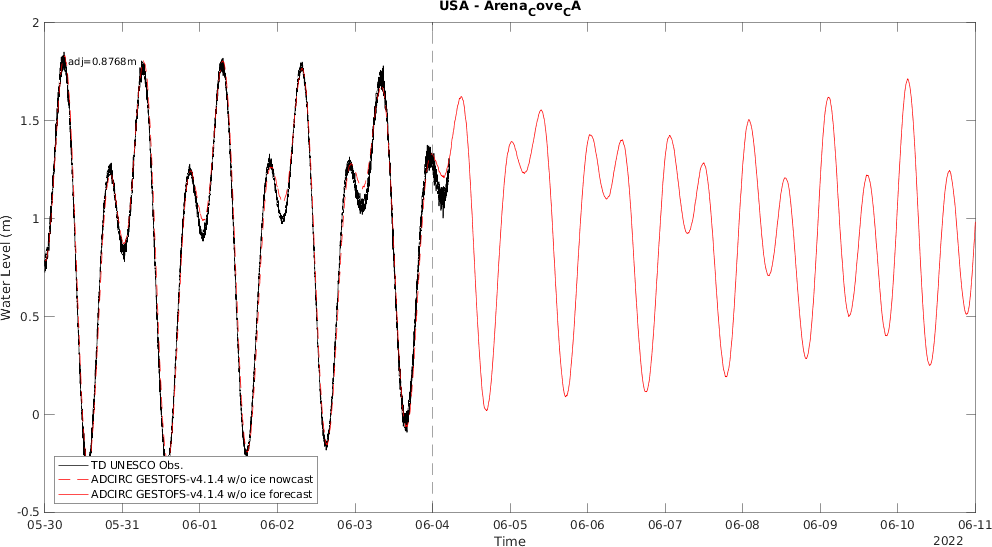 USA - ArenaCoveCA
adj=0.8768m
2
1.5
1
0.5
0
-0.5
Water Level (m)
TD UNESCO Obs.
ADCIRC GESTOFS-v4.1.4 w/o ice nowcast
ADCIRC GESTOFS-v4.1.4 w/o ice forecast
05-30 05-31 06-01 06-02 06-03 06-04 06-05 06-06 06-07 06-08 06-09 06-10 06-11
Time
2022